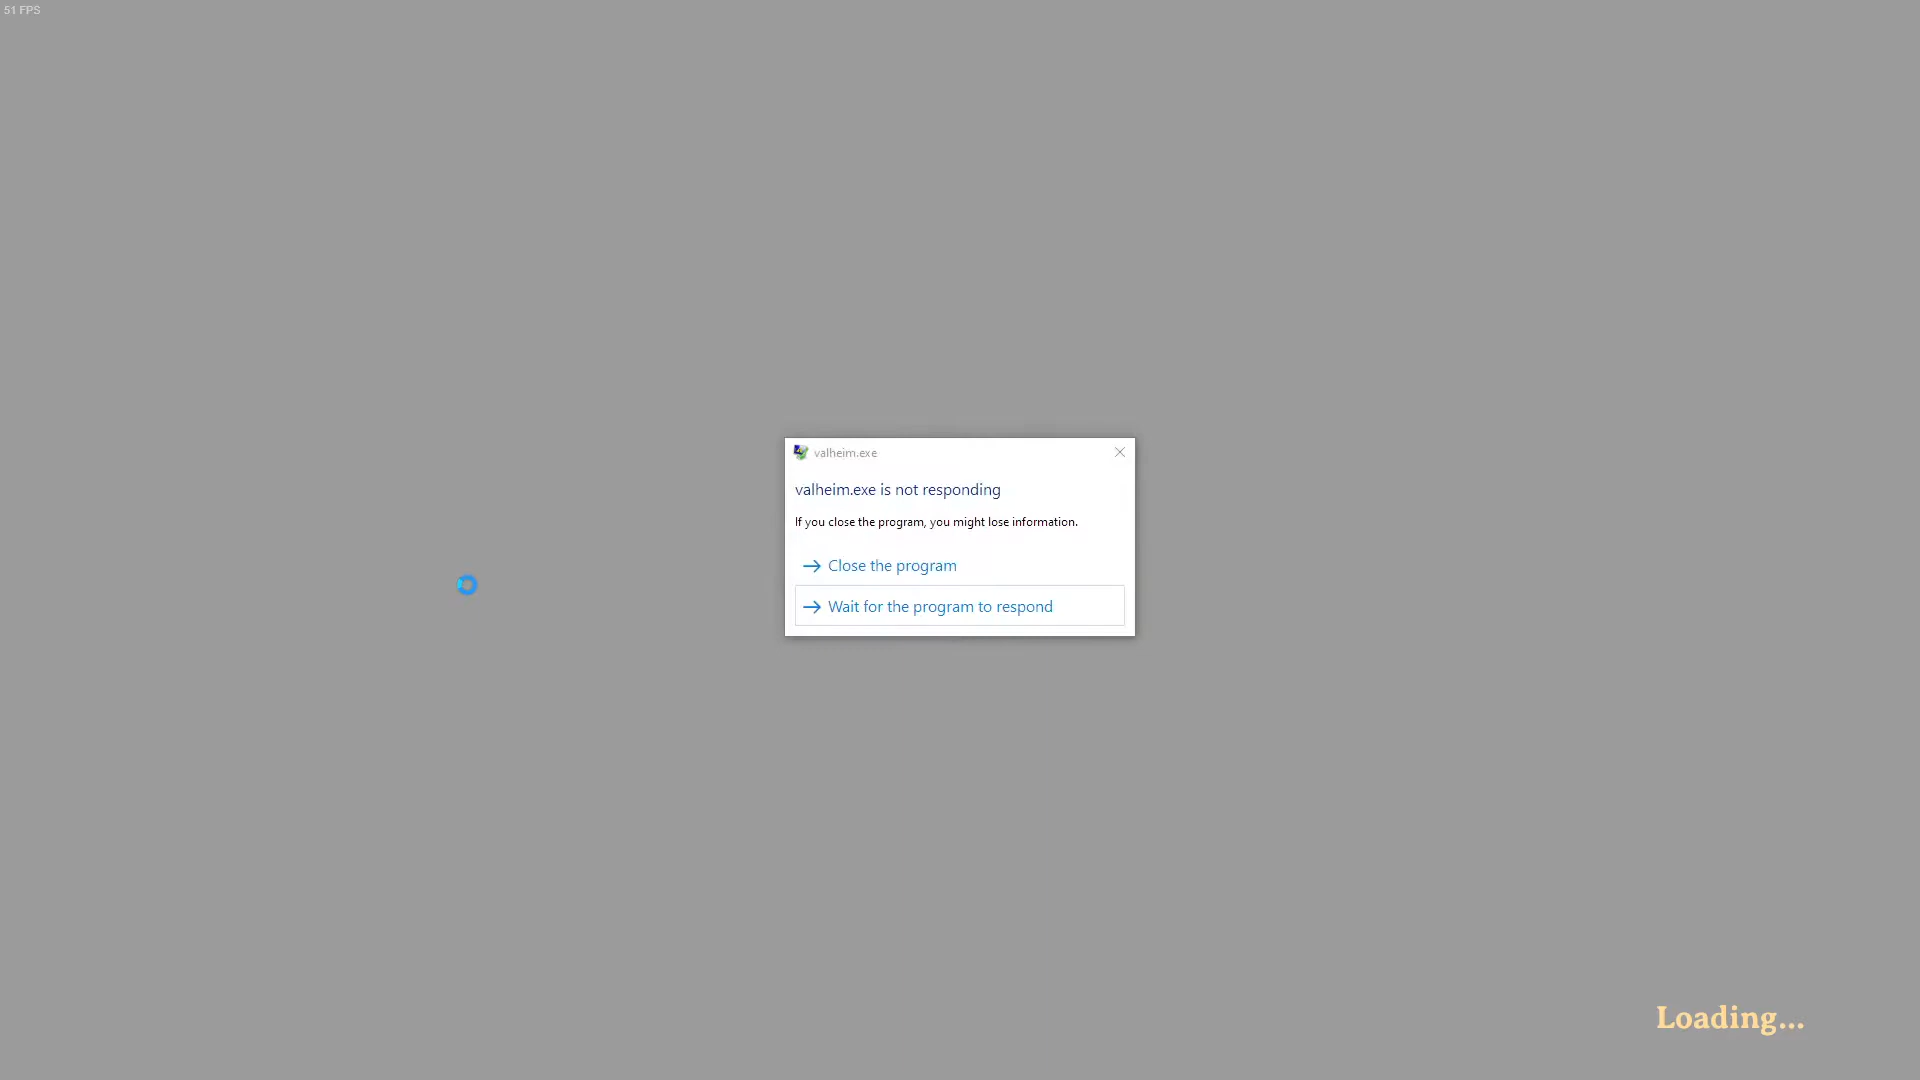 51 FPS
valheim.exe
valheim.exe is not responding
If you close the program, you might lose information.
Close the program
Wait for the program to respond
Loading...